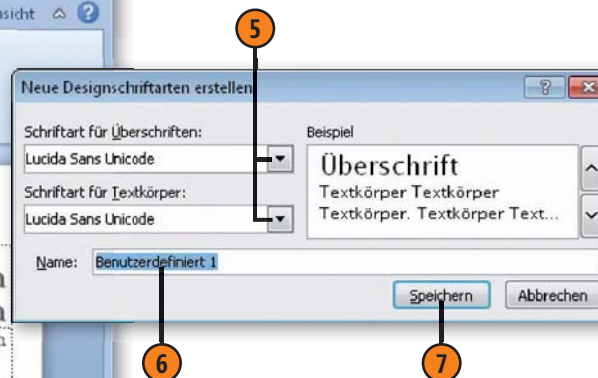 nsicht
5
Neue Designschriftarten erstellen
Schriftart für Überschriften:
Lucida Sans Unicode
Schriftart für Textkörper:
Lucida Sans Unicode
Beispiel
Überschrift
Textkörper Textkörper
Textkörper. Textkörper Text...
Name: Benutzerdefiniert 1
Speichern Abbrechen
6 7